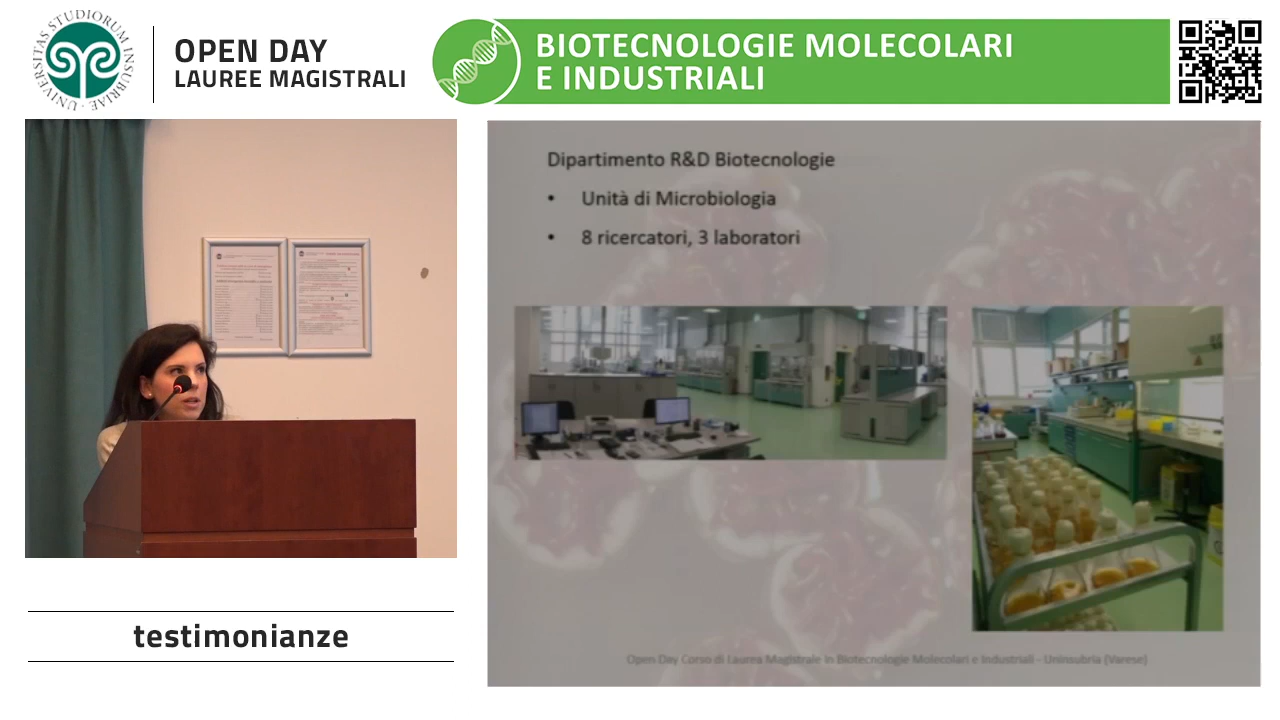 UNIVERSITAS STUDIORUM INSUBRIAE
OPEN DAY
LAUREE MAGISTRALI
BIOTECNOLOGIE MOLECOLARI
E INDUSTRIALI
Dipartimento R&D Biotecnologie
• Unità di Microbiologia
• 8 ricercatori, 3 laboratori
Open Day Corso di Laurea Magistrale in Biotecnologie Molecolari e Industriali - Uninsubria (Varese)
testimonianze